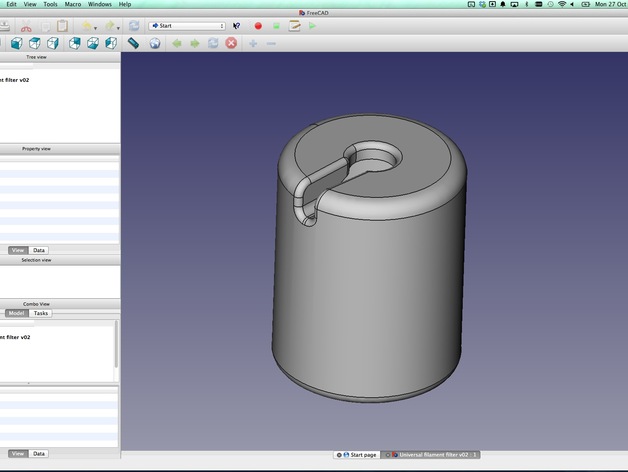 Edit View Tools Macro Windows Help
Mon 27 Oct
FreeCAD
Start
Tree view
nt filter v02
Property view
View Data
Selection view
Combo View
Model Tasks
nt filter v02
View Data
Start page Universal filament filter v02 : 1